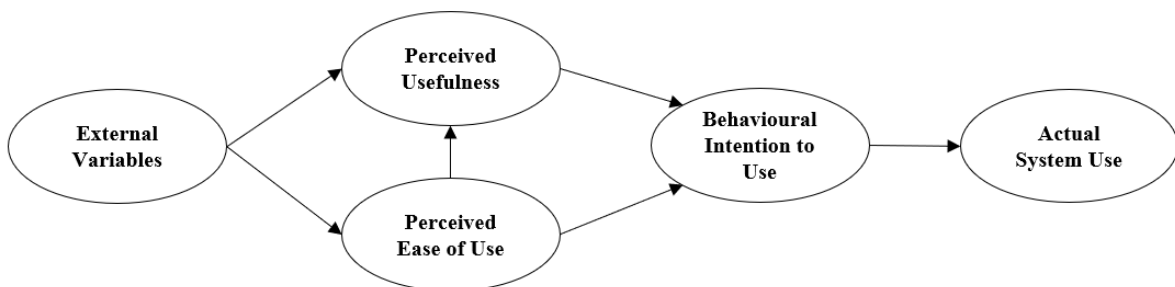 External
Variables
Perceived
Usefulness
Perceived
Ease of Use
Behavioural
Intention to
Use
Actual
System Use